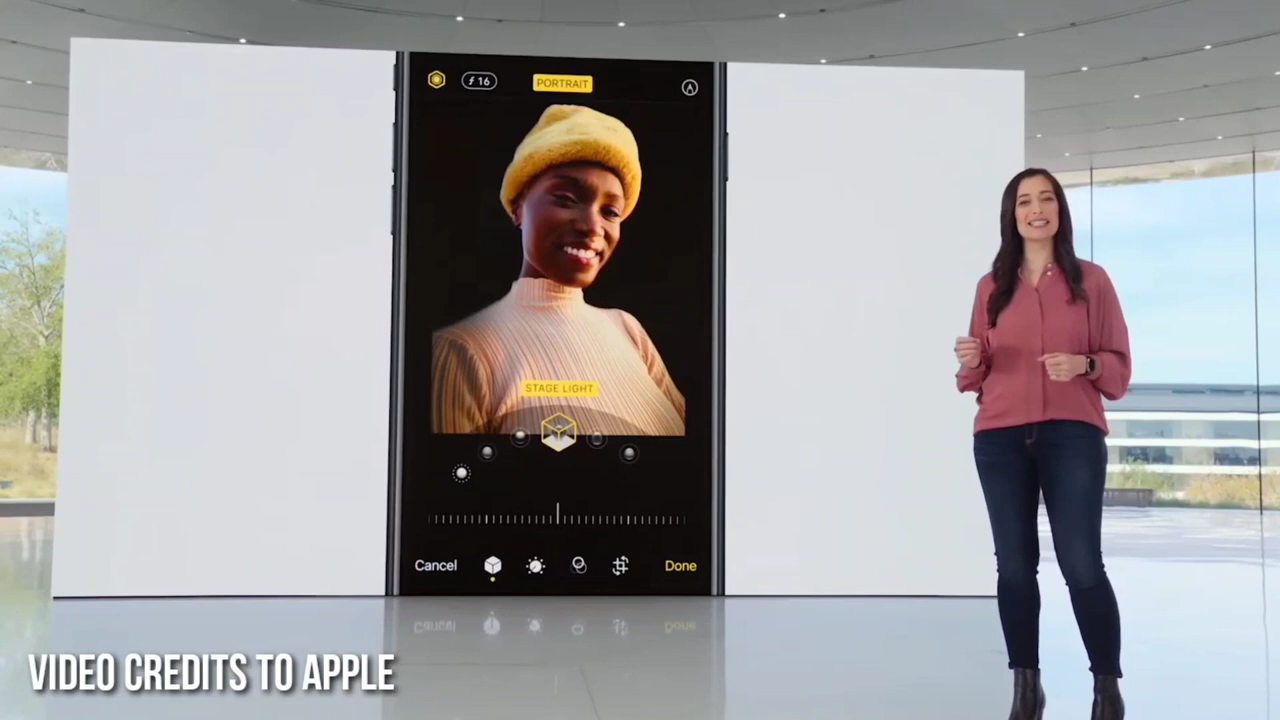 ƒ 16
PORTRAIT
STAGE LIGHT
Cancel
Done
VIDEO CREDITS TO APPLE